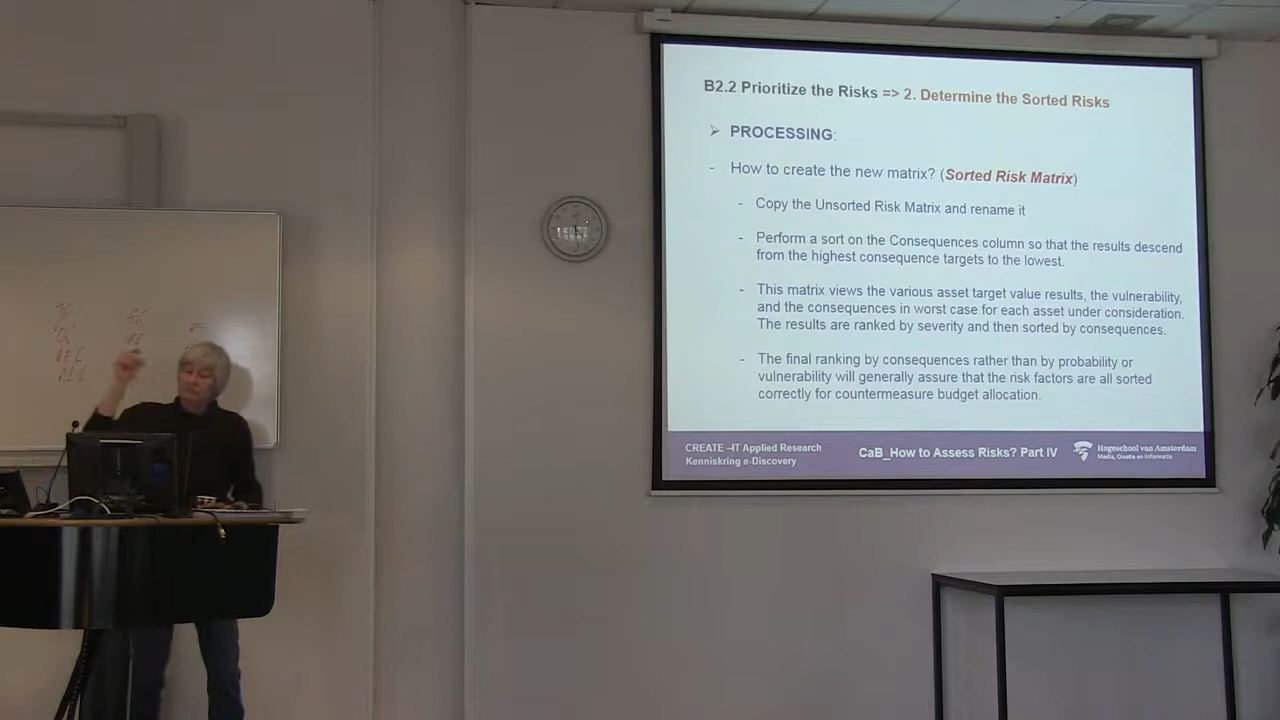 B2.2 Prioritize the Risks => 2. Determine the Sorted Risks
➢ PROCESSING:
- How to create the new matrix? (Sorted Risk Matrix)
- Copy the Unsorted Risk Matrix and rename it
- Perform a sort on the Consequences column so that the results descend
from the highest consequence targets to the lowest.
- This matrix views the various asset target value results, the vulnerability,
and the consequences in worst case for each asset under consideration.
The results are ranked by severity and then sorted by consequences.
- The final ranking by consequences rather than by probability or
vulnerability will generally assure that the risk factors are all sorted
correctly for countermeasure budget allocation.
CREATE –IT Applied Research
Kenniskring e-Discovery
CaB_How to Assess Risks? Part IV
Hogeschool van Amsterdam
Media, Creatie en Informatie